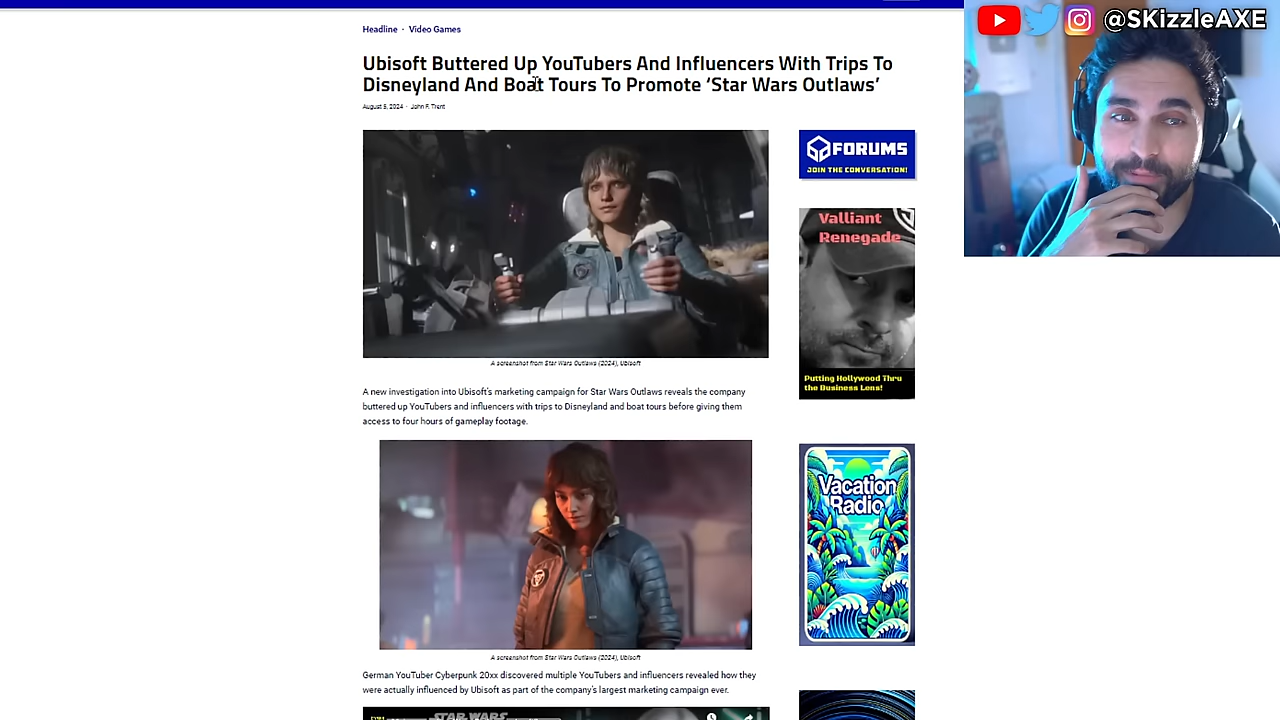 @SKizzleAXE
Headline · Video Games
Ubisoft Buttered Up YouTubers And Influencers With Trips To
Disneyland And Boat Tours To Promote ‘Star Wars Outlaws’
August 5, 2024 · John F. Trent
FORUMS
JOIN THE CONVERSATION!
Valliant
Renegade
Putting Hollywood Thru
the Business Lens!
A screenshot from Star Wars Outlaws (2024), Ubisoft
A new investigation into Ubisoft's marketing campaign for Star Wars Outlaws reveals the company
buttered up YouTubers and influencers with trips to Disneyland and boat tours before giving them
access to four hours of gameplay footage.
Vacation
Radio
A screenshot from Star Wars Outlaws (2024), Ubisoft
German YouTuber Cyberpunk 20xx discovered multiple YouTubers and influencers revealed how they
were actually influenced by Ubisoft as part of the company's largest marketing campaign ever.
STAR WARS